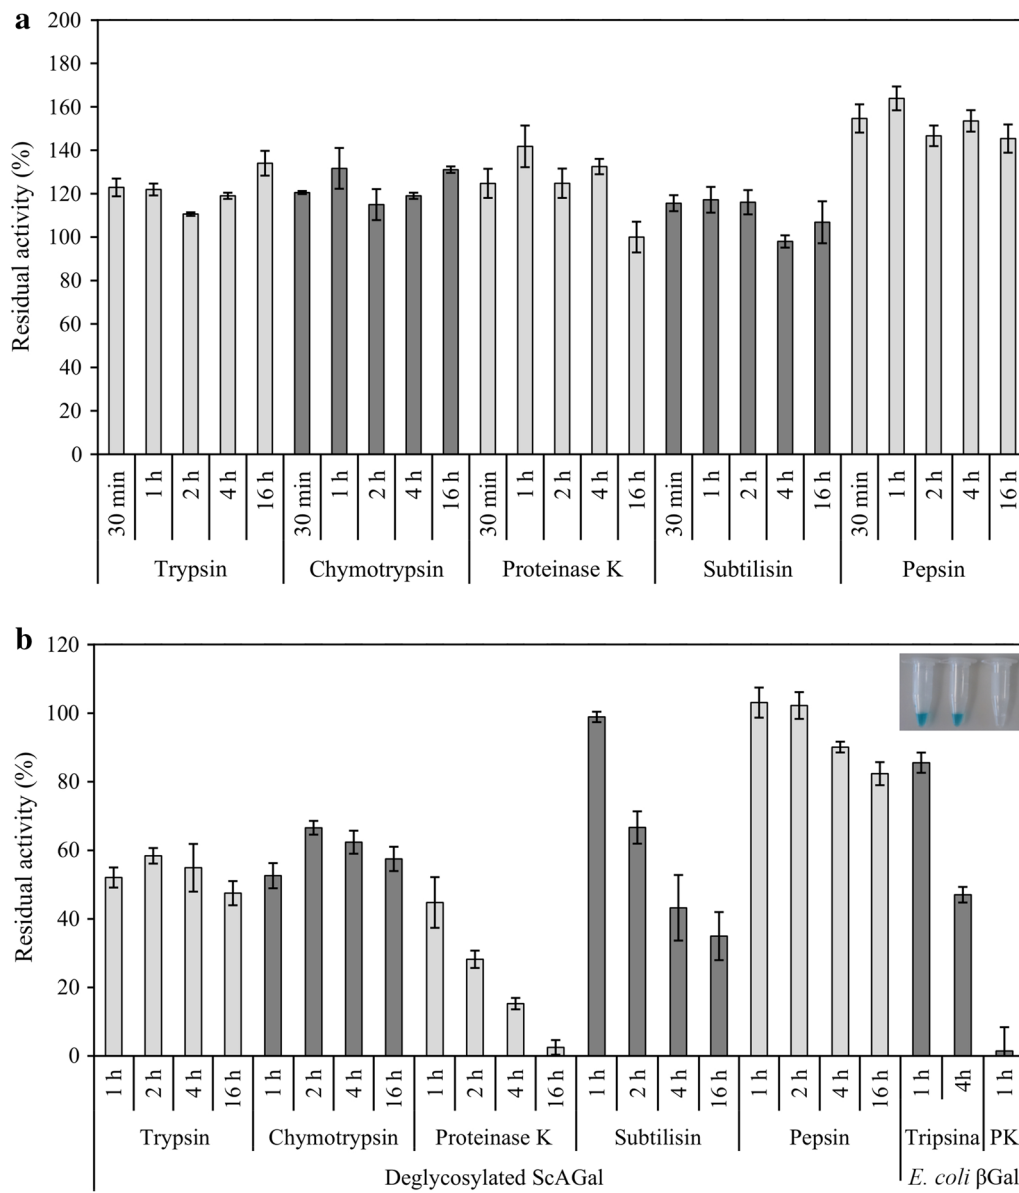 a
200
180
160
140
120
100
80
60
40
20
0
Residual activity (%)
30 min 1 h 2 h 4 h 16 h 30 min 1 h 2 h 4 h 16 h 30 min 1 h 2 h 4 h 16 h 30 min 1 h 2 h 4 h 16 h 30 min 1 h 2 h 4 h 16 h
Trypsin Chymotrypsin Proteinase K Subtilisin Pepsin
b
120
100
80
60
40
20
0
Residual activity (%)
1 h 2 h 4 h 16 h 1 h 2 h 4 h 16 h 1 h 2 h 4 h 16 h 1 h 2 h 4 h 16 h 1 h 2 h 4 h 16 h 1 h 4h 1 h
Trypsin Chymotrypsin Proteinase K Subtilisin Pepsin Tripsina PK
Deglycosylated ScAGal E. coli βGal